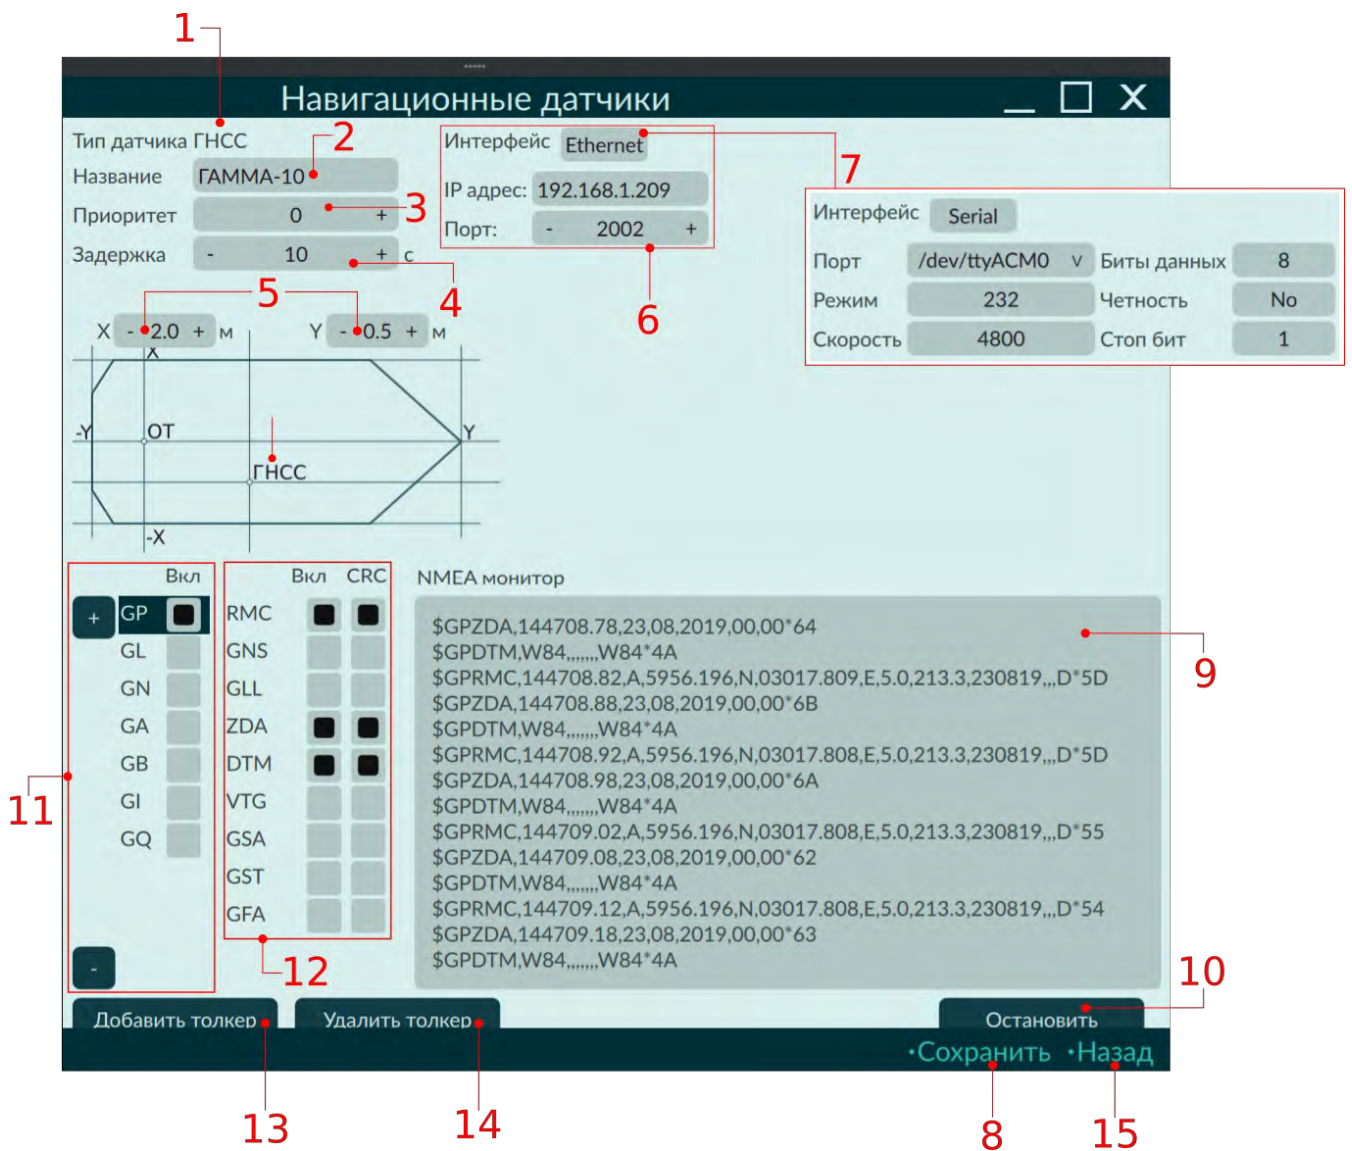 1
Навигационные датчики _ □ X
Тип датчика ГНСС
2
Название ГАММА-10
Приоритет - 0 +
3
Задержка - 10 + с
4
Интерфейс Ethernet
IP адрес: 192.168.1.209
Порт: - 2002 +
6
7
Интерфейс Serial
Порт /dev/ttyACM0 v Биты данных 8
Режим 232 Четность No
Скорость 4800 Стоп бит 1
5
X - 2.0 + м Y - 0.5 + м
X
-Y OT Y
ГНСС
-X
Вкл
+ GP
GL
GN
GA
GB
GI
GQ
-
11
Вкл CRC
RMC
GNS
GLL
ZDA
DTM
VTG
GSA
GST
GFA
12
NMEA монитор
$GPZDA,144708.78,23,08,2019,00,00*64
$GPDTM,W84,,,,,,,W84*4A
$GPRMC,144708.82,A,5956.196,N,03017.809,E,5.0,213.3,230819,,,D*5D
$GPZDA,144708.88,23,08,2019,00,00*6B
$GPDTM,W84,,,,,,,W84*4A
$GPRMC,144708.92,A,5956.196,N,03017.808,E,5.0,213.3,230819,,,D*5D
$GPZDA,144708.98,23,08,2019,00,00*6A
$GPDTM,W84,,,,,,,W84*4A
$GPRMC,144709.02,A,5956.196,N,03017.808,E,5.0,213.3,230819,,,D*55
$GPZDA,144709.08,23,08,2019,00,00*62
$GPDTM,W84,,,,,,,W84*4A
$GPRMC,144709.12,A,5956.196,N,03017.808,E,5.0,213.3,230819,,,D*54
$GPZDA,144709.18,23,08,2019,00,00*63
$GPDTM,W84,,,,,,,W84*4A
9
10
Добавить толкер Удалить толкер Остановить
·Сохранить ·Назад
13 14 8 15